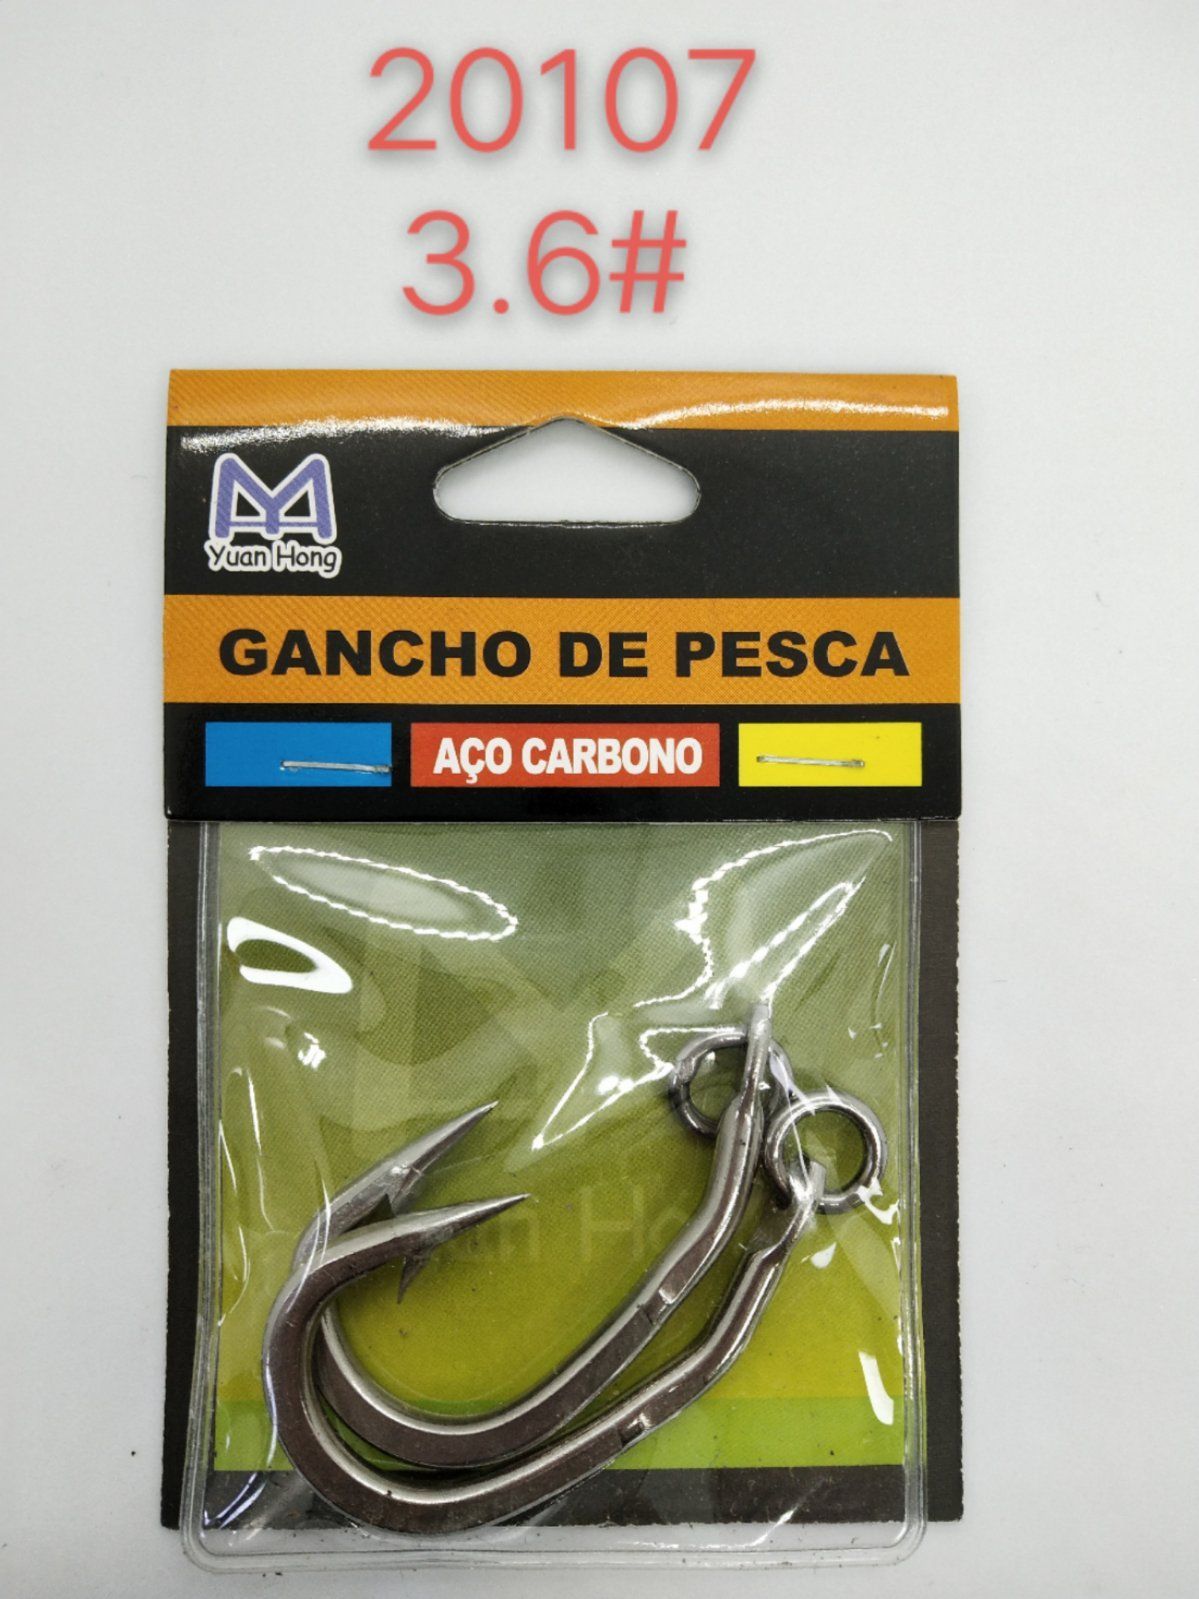 20107
3.6#
Yuan Hong
GANCHO DE PESCA
AÇO CARBONO